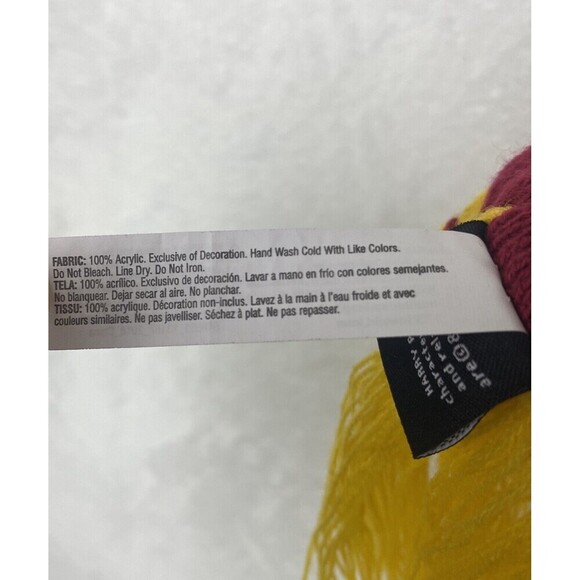 FABRIC: 100% Acrylic. Exclusive of Decoration. Hand Wash Cold With Like Colors.
Do Not Bleach. Line Dry. Do Not Iron.
TELA: 100% acrílico. Exclusivo de decoración. Lavar a mano en frío con colores semejantes.
No blanquear. Dejar secar al aire. No planchar.
TISSU: 100% acrylique. Décoration non-inclus. Lavez à la main à l'eau froide et avec
couleurs similaires. Ne pas javelliser. Séchez à plat. Ne pas repasser.
HARRY
and
are